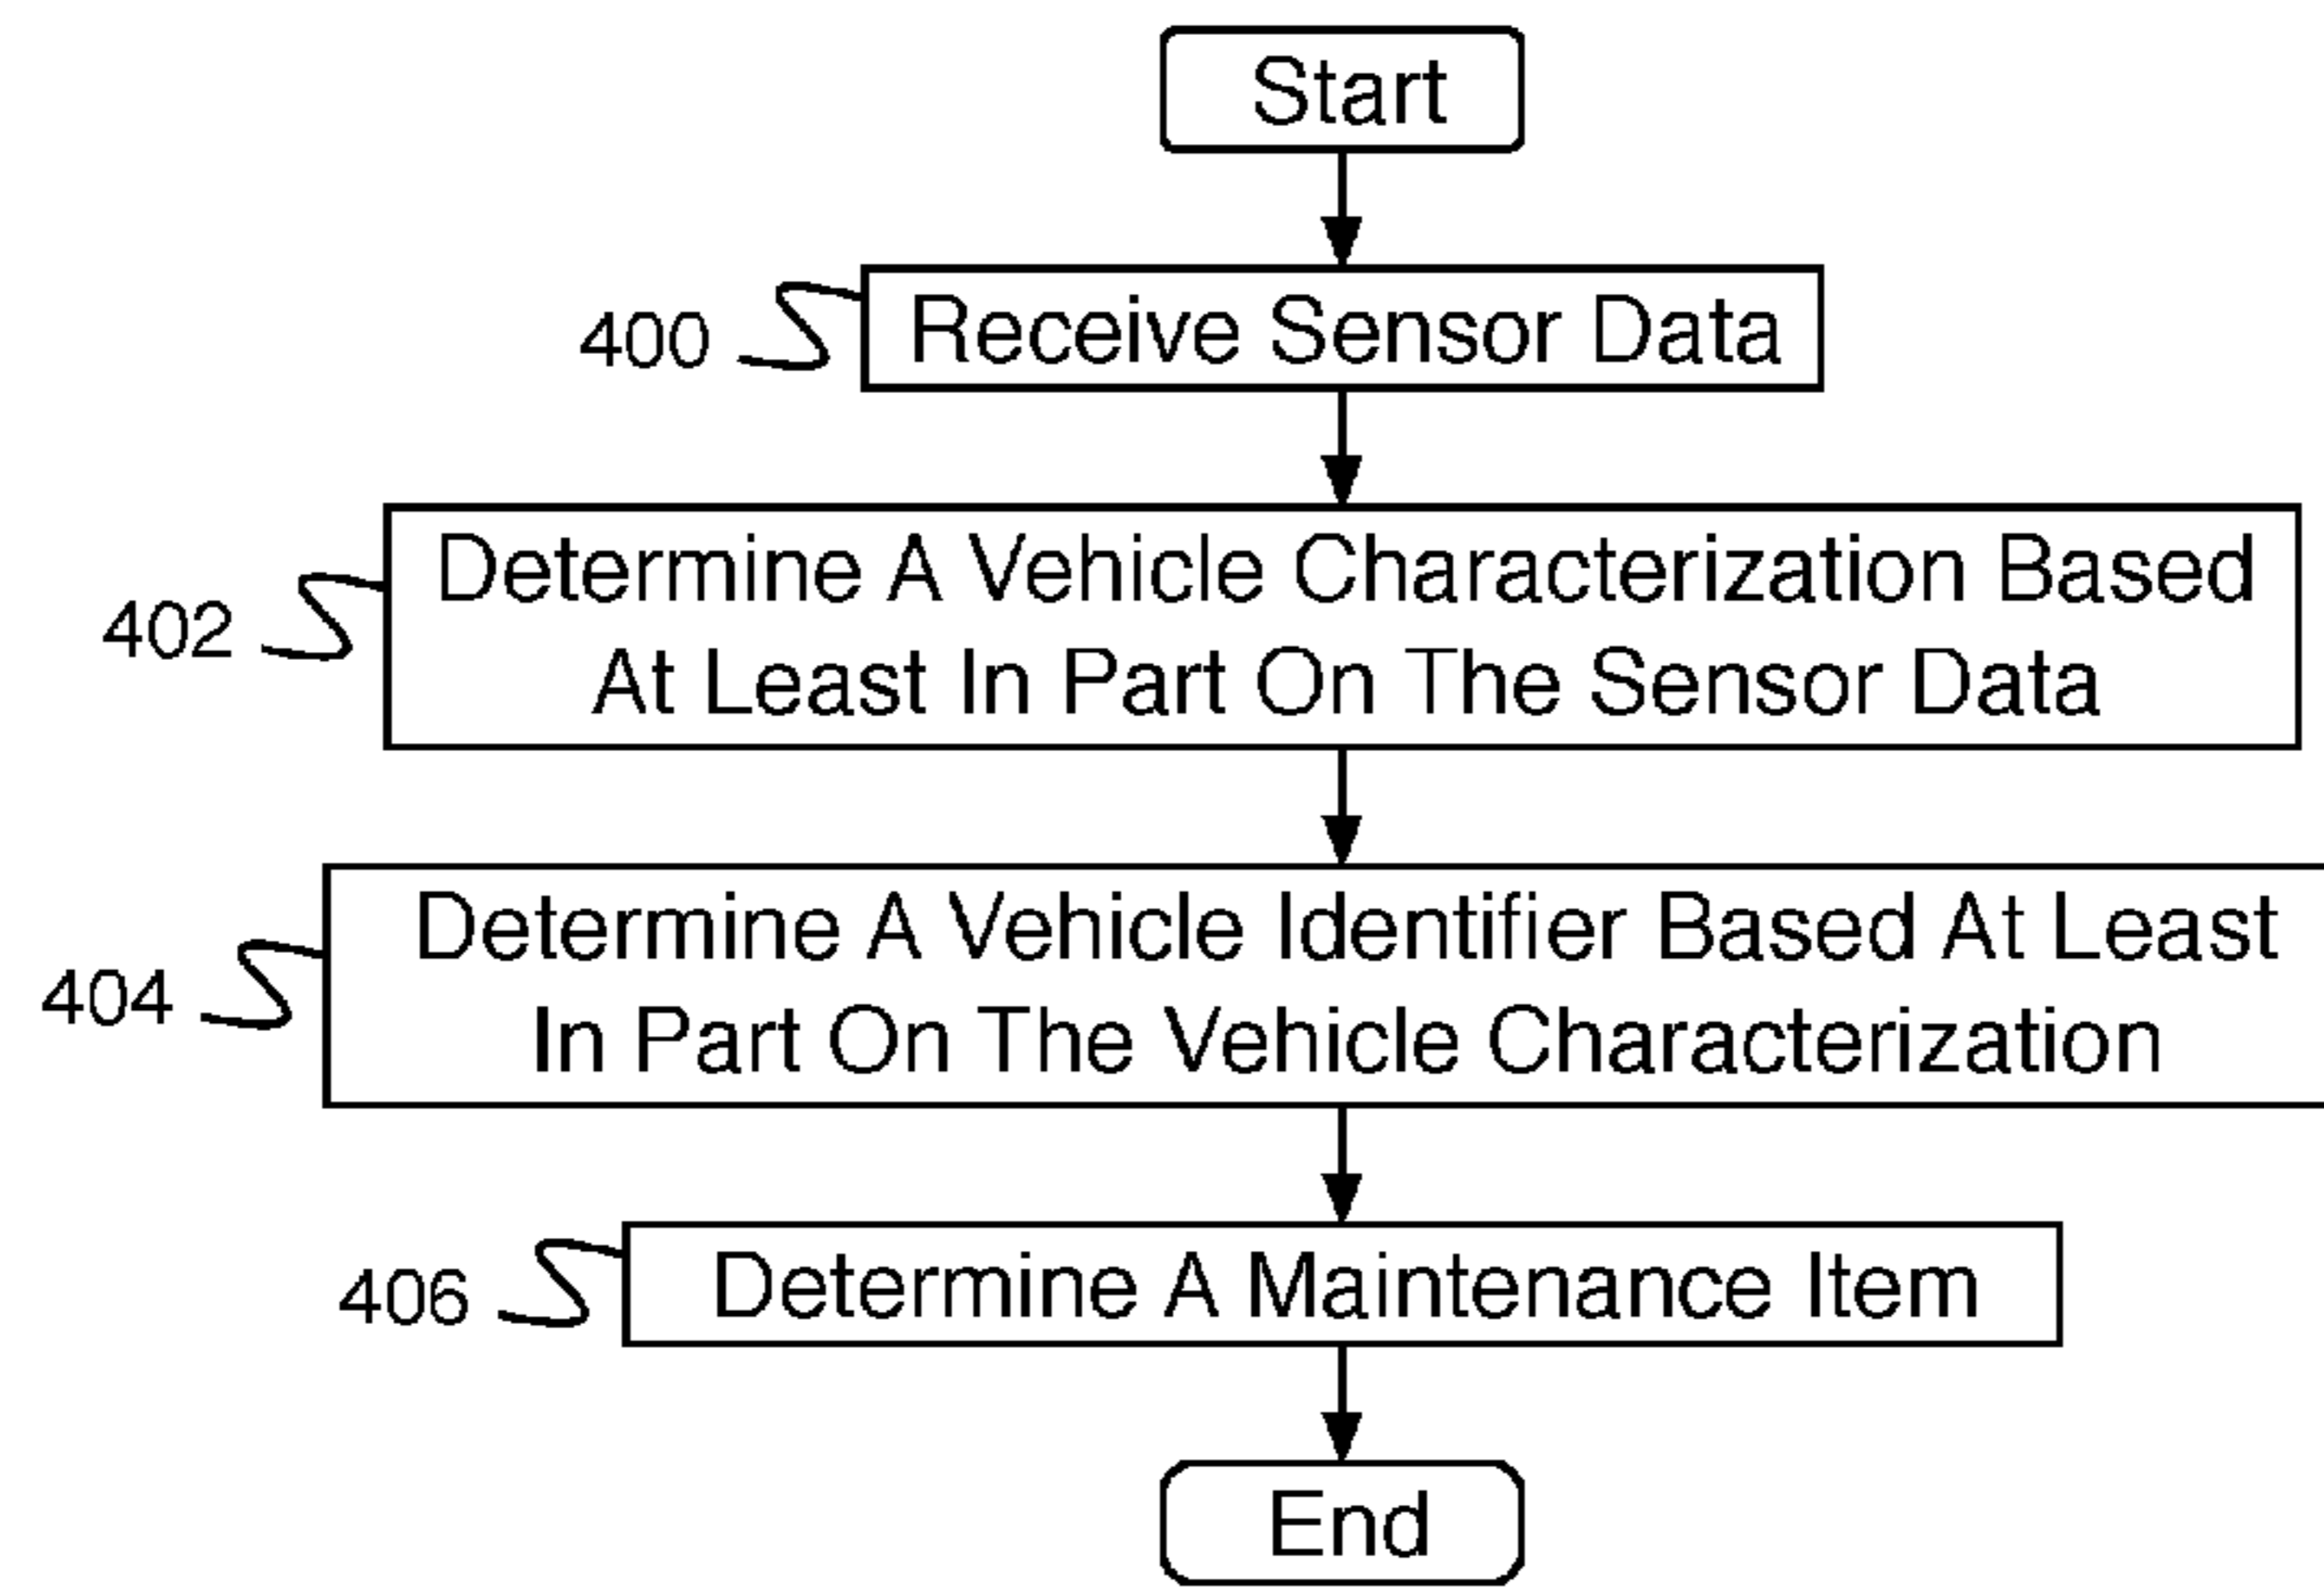 Start
400
Receive Sensor Data
402
Determine A Vehicle Characterization Based
At Least In Part On The Sensor Data
404
Determine A Vehicle Identifier Based At Least
In Part On The Vehicle Characterization
406
Determine A Maintenance Item
End